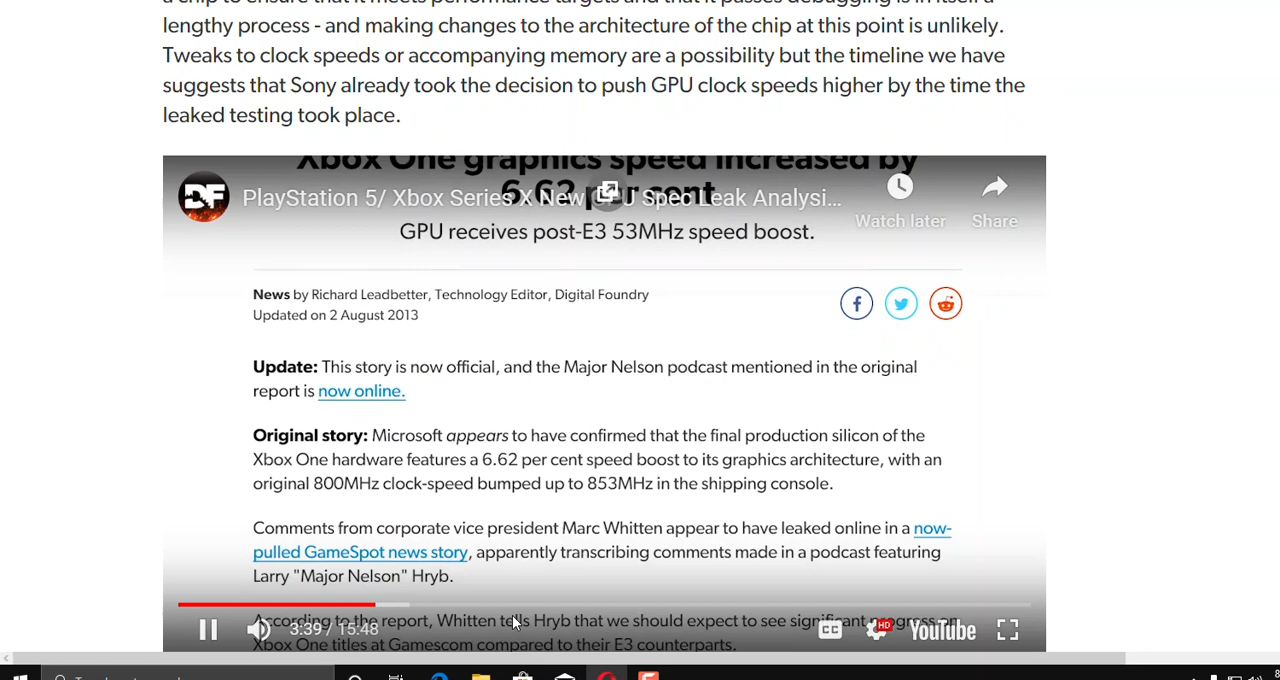 a chip to ensure that it meets performance targets and that it passes debugging is in itself a
lengthy process - and making changes to the architecture of the chip at this point is unlikely.
Tweaks to clock speeds or accompanying memory are a possibility but the timeline we have
suggests that Sony already took the decision to push GPU clock speeds higher by the time the
leaked testing took place.
Xbox One graphics speed increased by
6.62 per cent
DF PlayStation 5/ Xbox Series X New GPU Spec Leak Analysi...
Watch later Share
GPU receives post-E3 53MHz speed boost.
News by Richard Leadbetter, Technology Editor, Digital Foundry
Updated on 2 August 2013
Update: This story is now official, and the Major Nelson podcast mentioned in the original
report is now online.
Original story: Microsoft appears to have confirmed that the final production silicon of the
Xbox One hardware features a 6.62 per cent speed boost to its graphics architecture, with an
original 800MHz clock-speed bumped up to 853MHz in the shipping console.
Comments from corporate vice president Marc Whitten appear to have leaked online in a now-
pulled GameSpot news story, apparently transcribing comments made in a podcast featuring
Larry "Major Nelson" Hryb.
According to the report, Whitten tells Hryb that we should expect to see significant progress on
3:39 / 15:48 CC HD YouTube
Xbox One titles at Gamescom compared to their E3 counterparts.